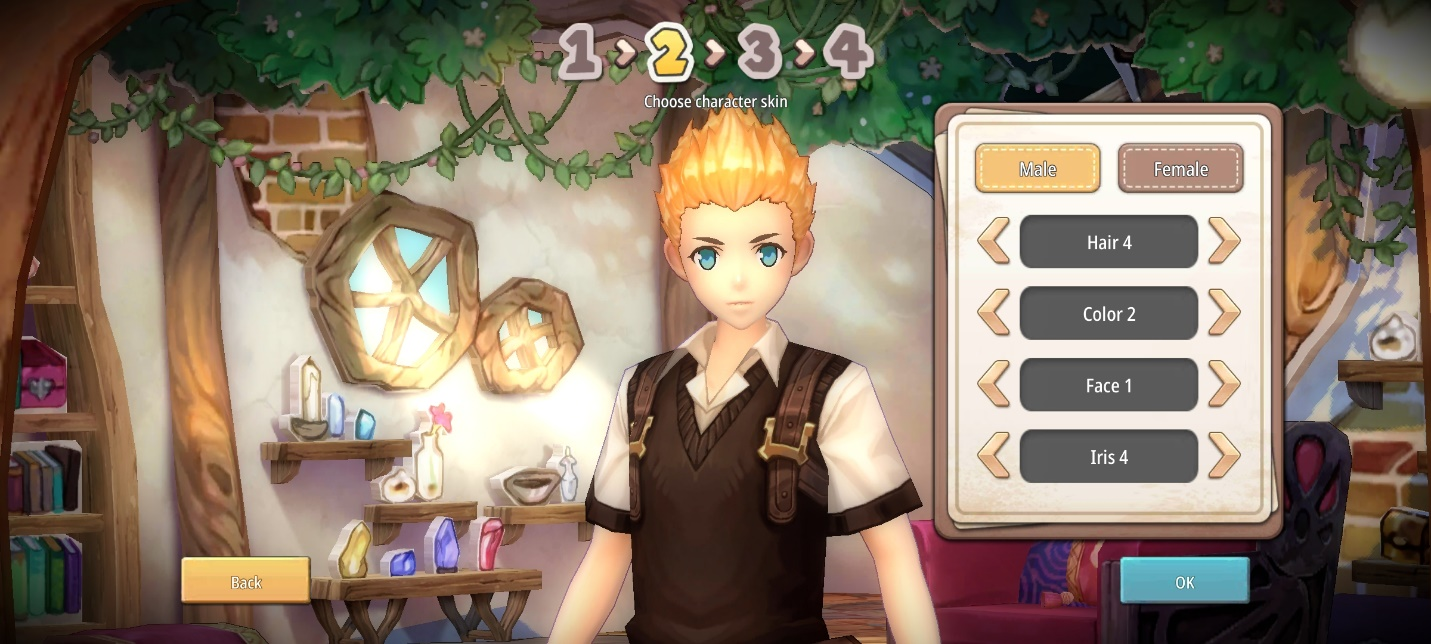 1 > 2 > 3 > 4
Choose character skin
Male Female
Hair 4
Color 2
Face 1
Iris 4
Back OK